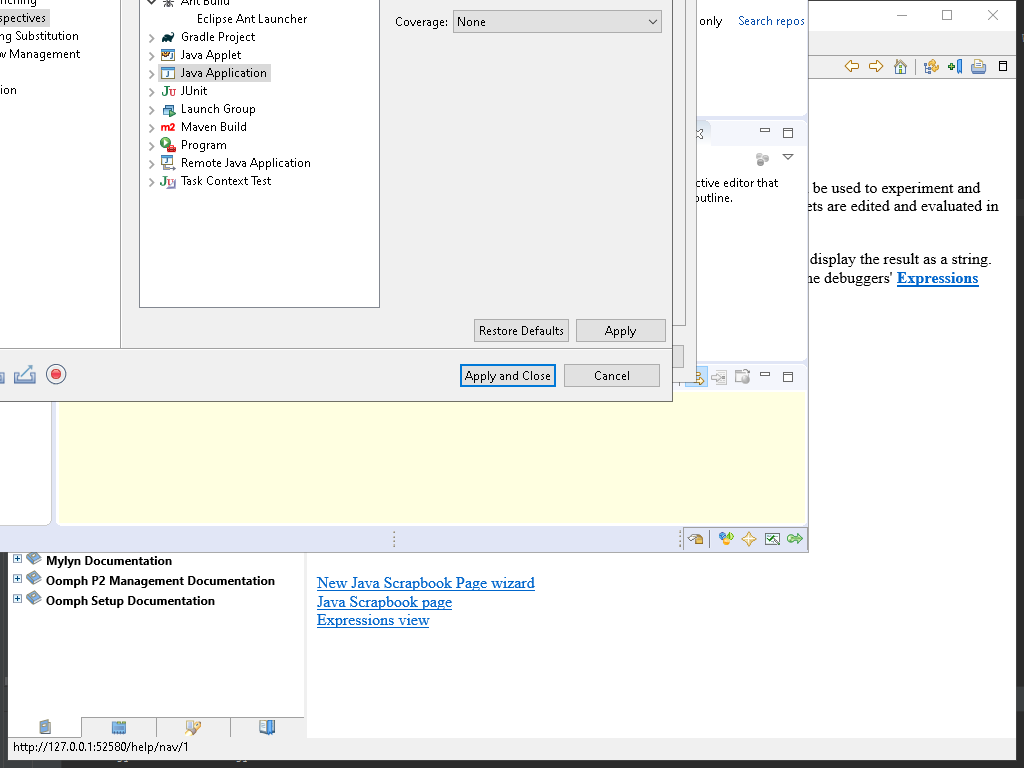 Ant Build
Eclipse Ant Launcher
Gradle Project
Java Applet
Java Application
JUnit
Launch Group
Maven Build
Program
Remote Java Application
Task Context Test
Coverage:
None
Restore Defaults
Apply
Apply and Close
Cancel
spectives
ng Substitution
w Management
ion
only
Search repos
ctive editor that
outline.
be used to experiment and
ets are edited and evaluated in
display the result as a string.
he debuggers' Expressions
Mylyn Documentation
Oomph P2 Management Documentation
Oomph Setup Documentation
New Java Scrapbook Page wizard
Java Scrapbook page
Expressions view
http://127.0.0.1:52580/help/nav/1